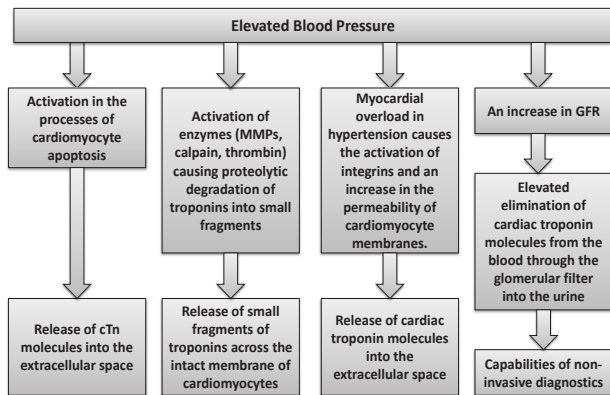 Elevated Blood Pressure
Activation in the
processes of
cardiomyocyte
apoptosis
Release of cTn
molecules into the
extracellular space
Activation of
enzymes (MMPs,
calpain, thrombin)
causing proteolytic
degradation of
troponins into small
fragments
Release of small
fragments of
troponins across the
intact membrane of
cardiomyocytes
Myocardial
overload in
hypertension causes
the activation of
integrins and an
increase in the
permeability of
cardiomyocyte
membranes.
Release of cardiac
troponin molecules
into the
extracellular space
An increase in GFR
Elevated
elimination of
cardiac troponin
molecules from the
blood through the
glomerular filter
into the urine
Capabilities of non-
invasive diagnostics